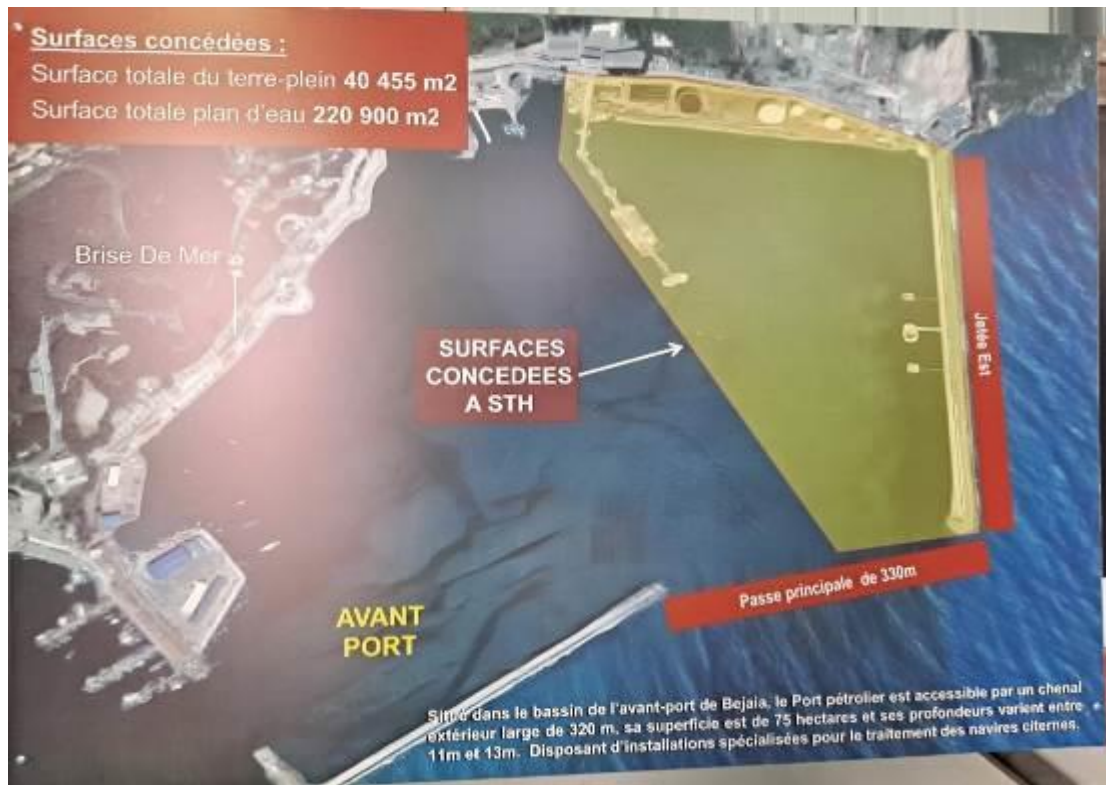 Surfaces concédées :
Surface totale du terre-plein 40 455 m2
Surface totale plan d'eau 220 900 m2
Brise De Mer
SURFACES
CONCEDEES
A STH
Jetée Est
Passe principale de 330m
AVANT
PORT
Situé dans le bassin de l'avant-port de Bejaia, le Port pétrolier est accessible par un chenal
extérieur large de 320 m, sa superficie est de 75 hectares et ses profondeurs varient entre
11m et 13m. Disposant d'installations spécialisées pour le traitement des navires citernes.